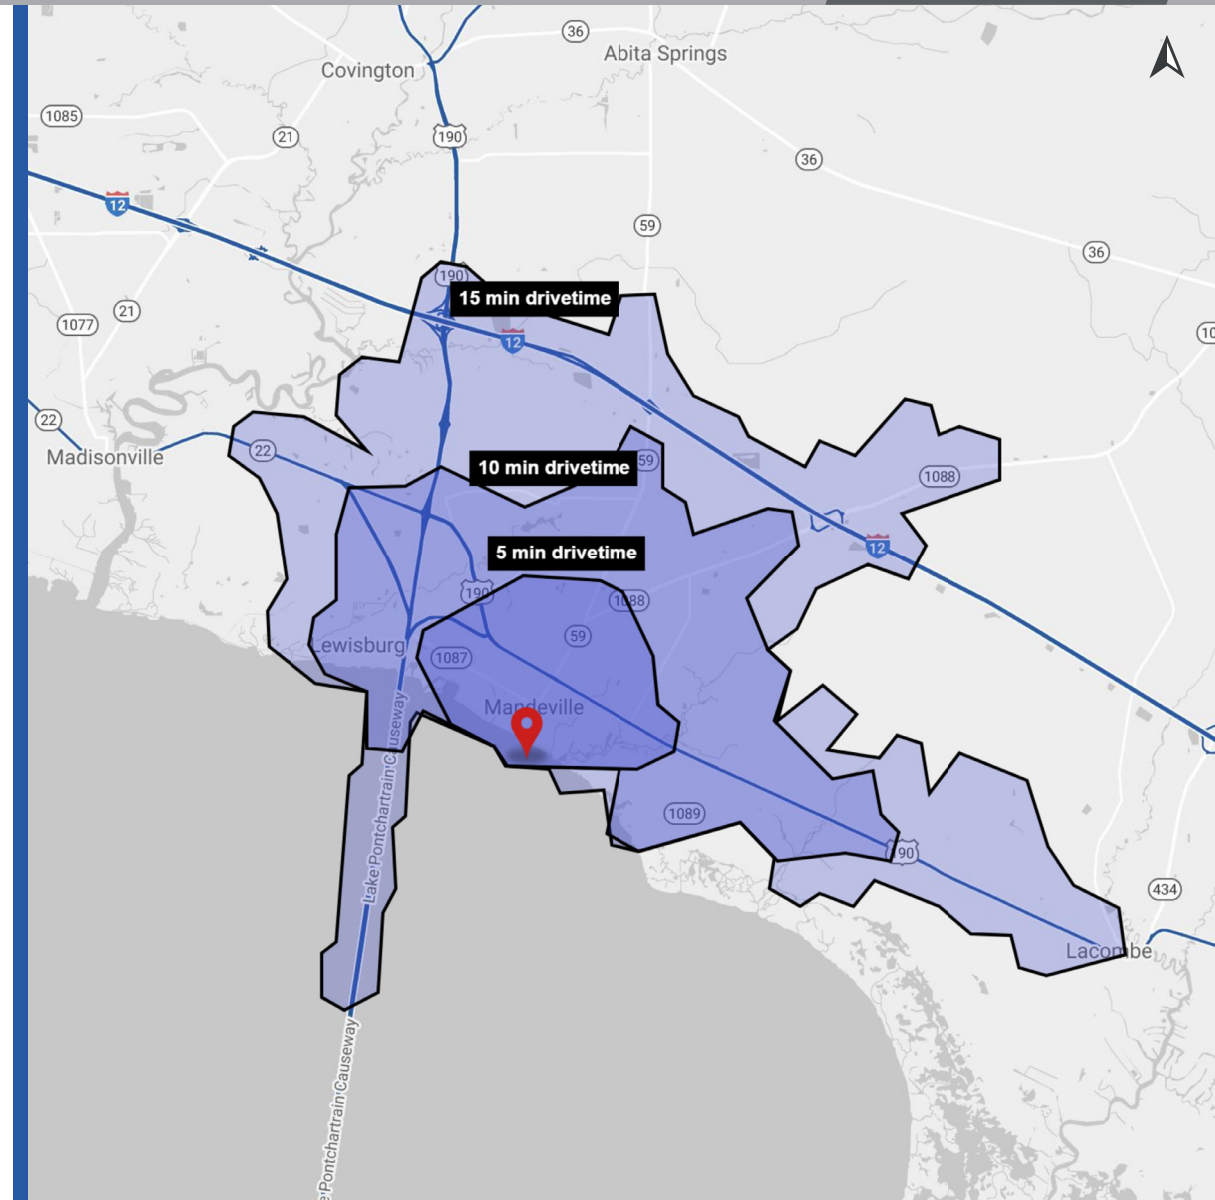 36
Abita Springs
Covington
1085
21
190
36
12
59
36
190
15 min drivetime
21
1077
12
10
22
22
Madisonville
59
10 min drivetime
1088
12
5 min drivetime
190
1088
59
Lewisburg
1087
Mandeville
Lake Pontchartrain Causeway
1089
90
434
Lacombe
Pontchartrain Causeway